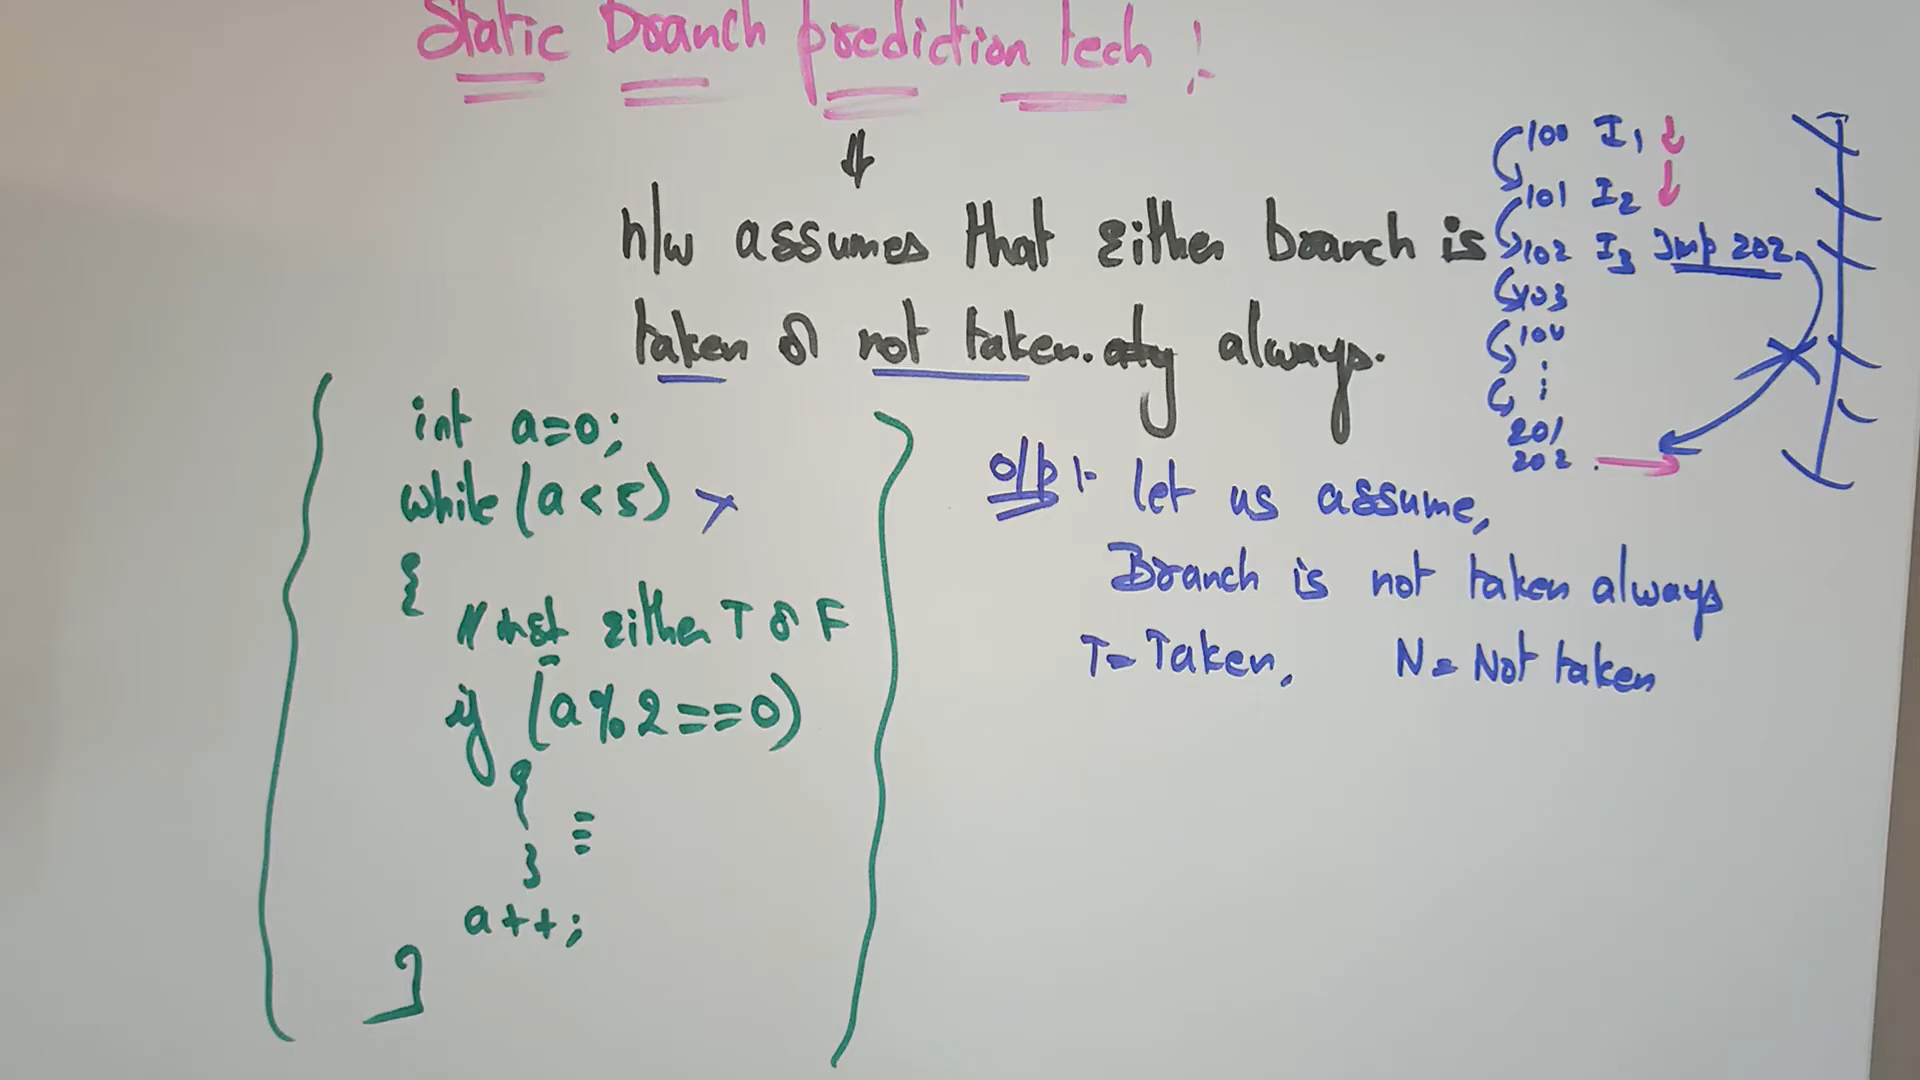 Static Branch prediction tech :-
h/w assumes that either branch is
taken or not taken. always.
100 I1
101 I2
102 I3 Jmp 202
103
104
201
202
int a=0;
while (a<5)
{
// inst either T or F
if (a%2==0)
{
}
a++;
}
o/p :- let us assume,
Branch is not taken always
T= Taken, N= Not taken